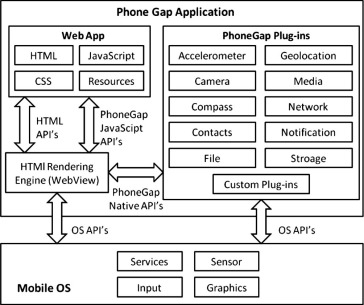 Phone Gap Application
Web App
HTML
JavaScript
CSS
Resources
PhoneGap Plug-ins
Accelerometer
Geolocation
Camera
Media
Compass
Network
Contacts
Notification
File
Stroage
Custom Plug-ins
HTML
API's
PhoneGap
JavaScipt
API's
HTMl Rendering
Engine (WebView)
PhoneGap
Native API's
OS API's
OS API's
Services
Sensor
Mobile OS
Input
Graphics